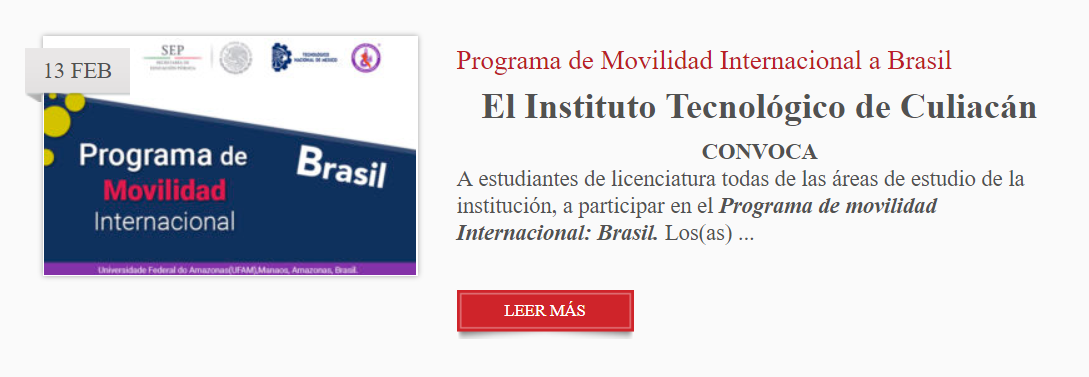 13 FEB
SEP
SECRETARÍA DE
EDUCACIÓN PÚBLICA
TECNOLÓGICO
NACIONAL DE MÉXICO
Programa de
Movilidad
Internacional
Brasil
Universidade Federal do Amazonas(UFAM),Manaos, Amazonas, Brasil.
Programa de Movilidad Internacional a Brasil
El Instituto Tecnológico de Culiacán
CONVOCA
A estudiantes de licenciatura todas de las áreas de estudio de la
institución, a participar en el Programa de movilidad
Internacional: Brasil. Los(as) ...
LEER MÁS